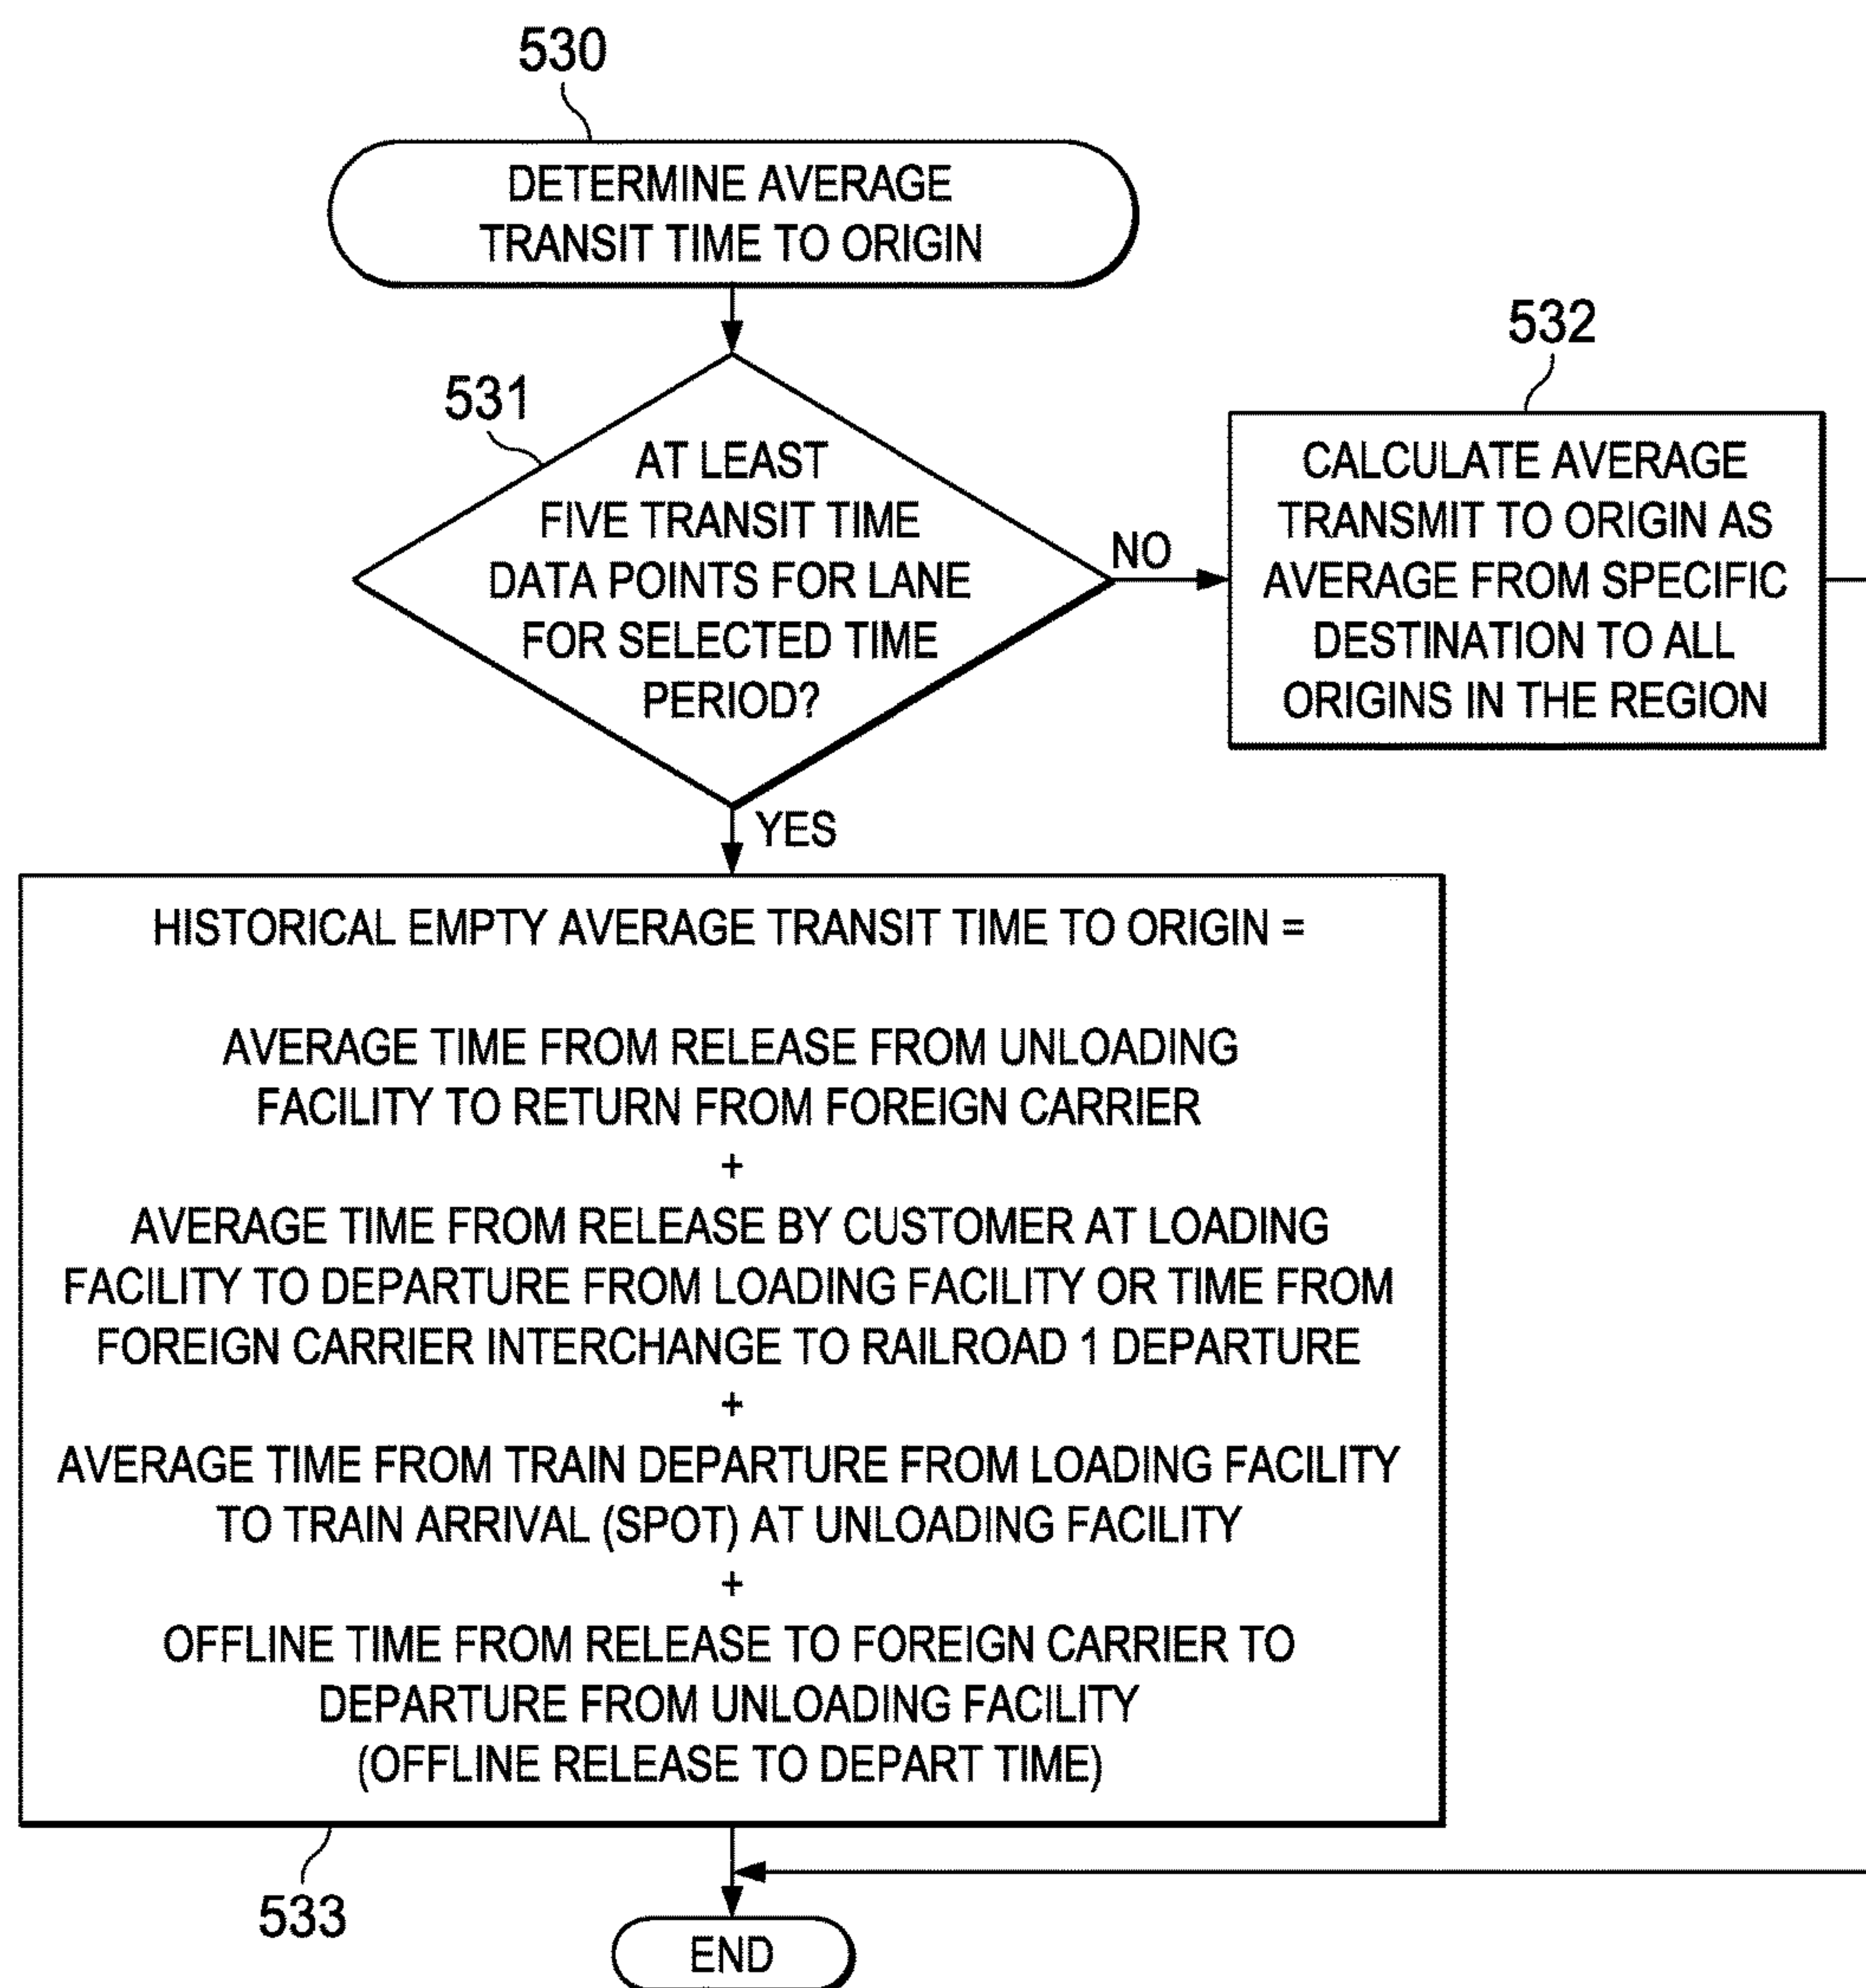 530
DETERMINE AVERAGE
TRANSIT TIME TO ORIGIN
531
AT LEAST
FIVE TRANSIT TIME
DATA POINTS FOR LANE
FOR SELECTED TIME
PERIOD?
NO
532
CALCULATE AVERAGE
TRANSMIT TO ORIGIN AS
AVERAGE FROM SPECIFIC
DESTINATION TO ALL
ORIGINS IN THE REGION
YES
HISTORICAL EMPTY AVERAGE TRANSIT TIME TO ORIGIN =
AVERAGE TIME FROM RELEASE FROM UNLOADING
FACILITY TO RETURN FROM FOREIGN CARRIER
+
AVERAGE TIME FROM RELEASE BY CUSTOMER AT LOADING
FACILITY TO DEPARTURE FROM LOADING FACILITY OR TIME FROM
FOREIGN CARRIER INTERCHANGE TO RAILROAD 1 DEPARTURE
+
AVERAGE TIME FROM TRAIN DEPARTURE FROM LOADING FACILITY
TO TRAIN ARRIVAL (SPOT) AT UNLOADING FACILITY
+
OFFLINE TIME FROM RELEASE TO FOREIGN CARRIER TO
DEPARTURE FROM UNLOADING FACILITY
(OFFLINE RELEASE TO DEPART TIME)
533
END